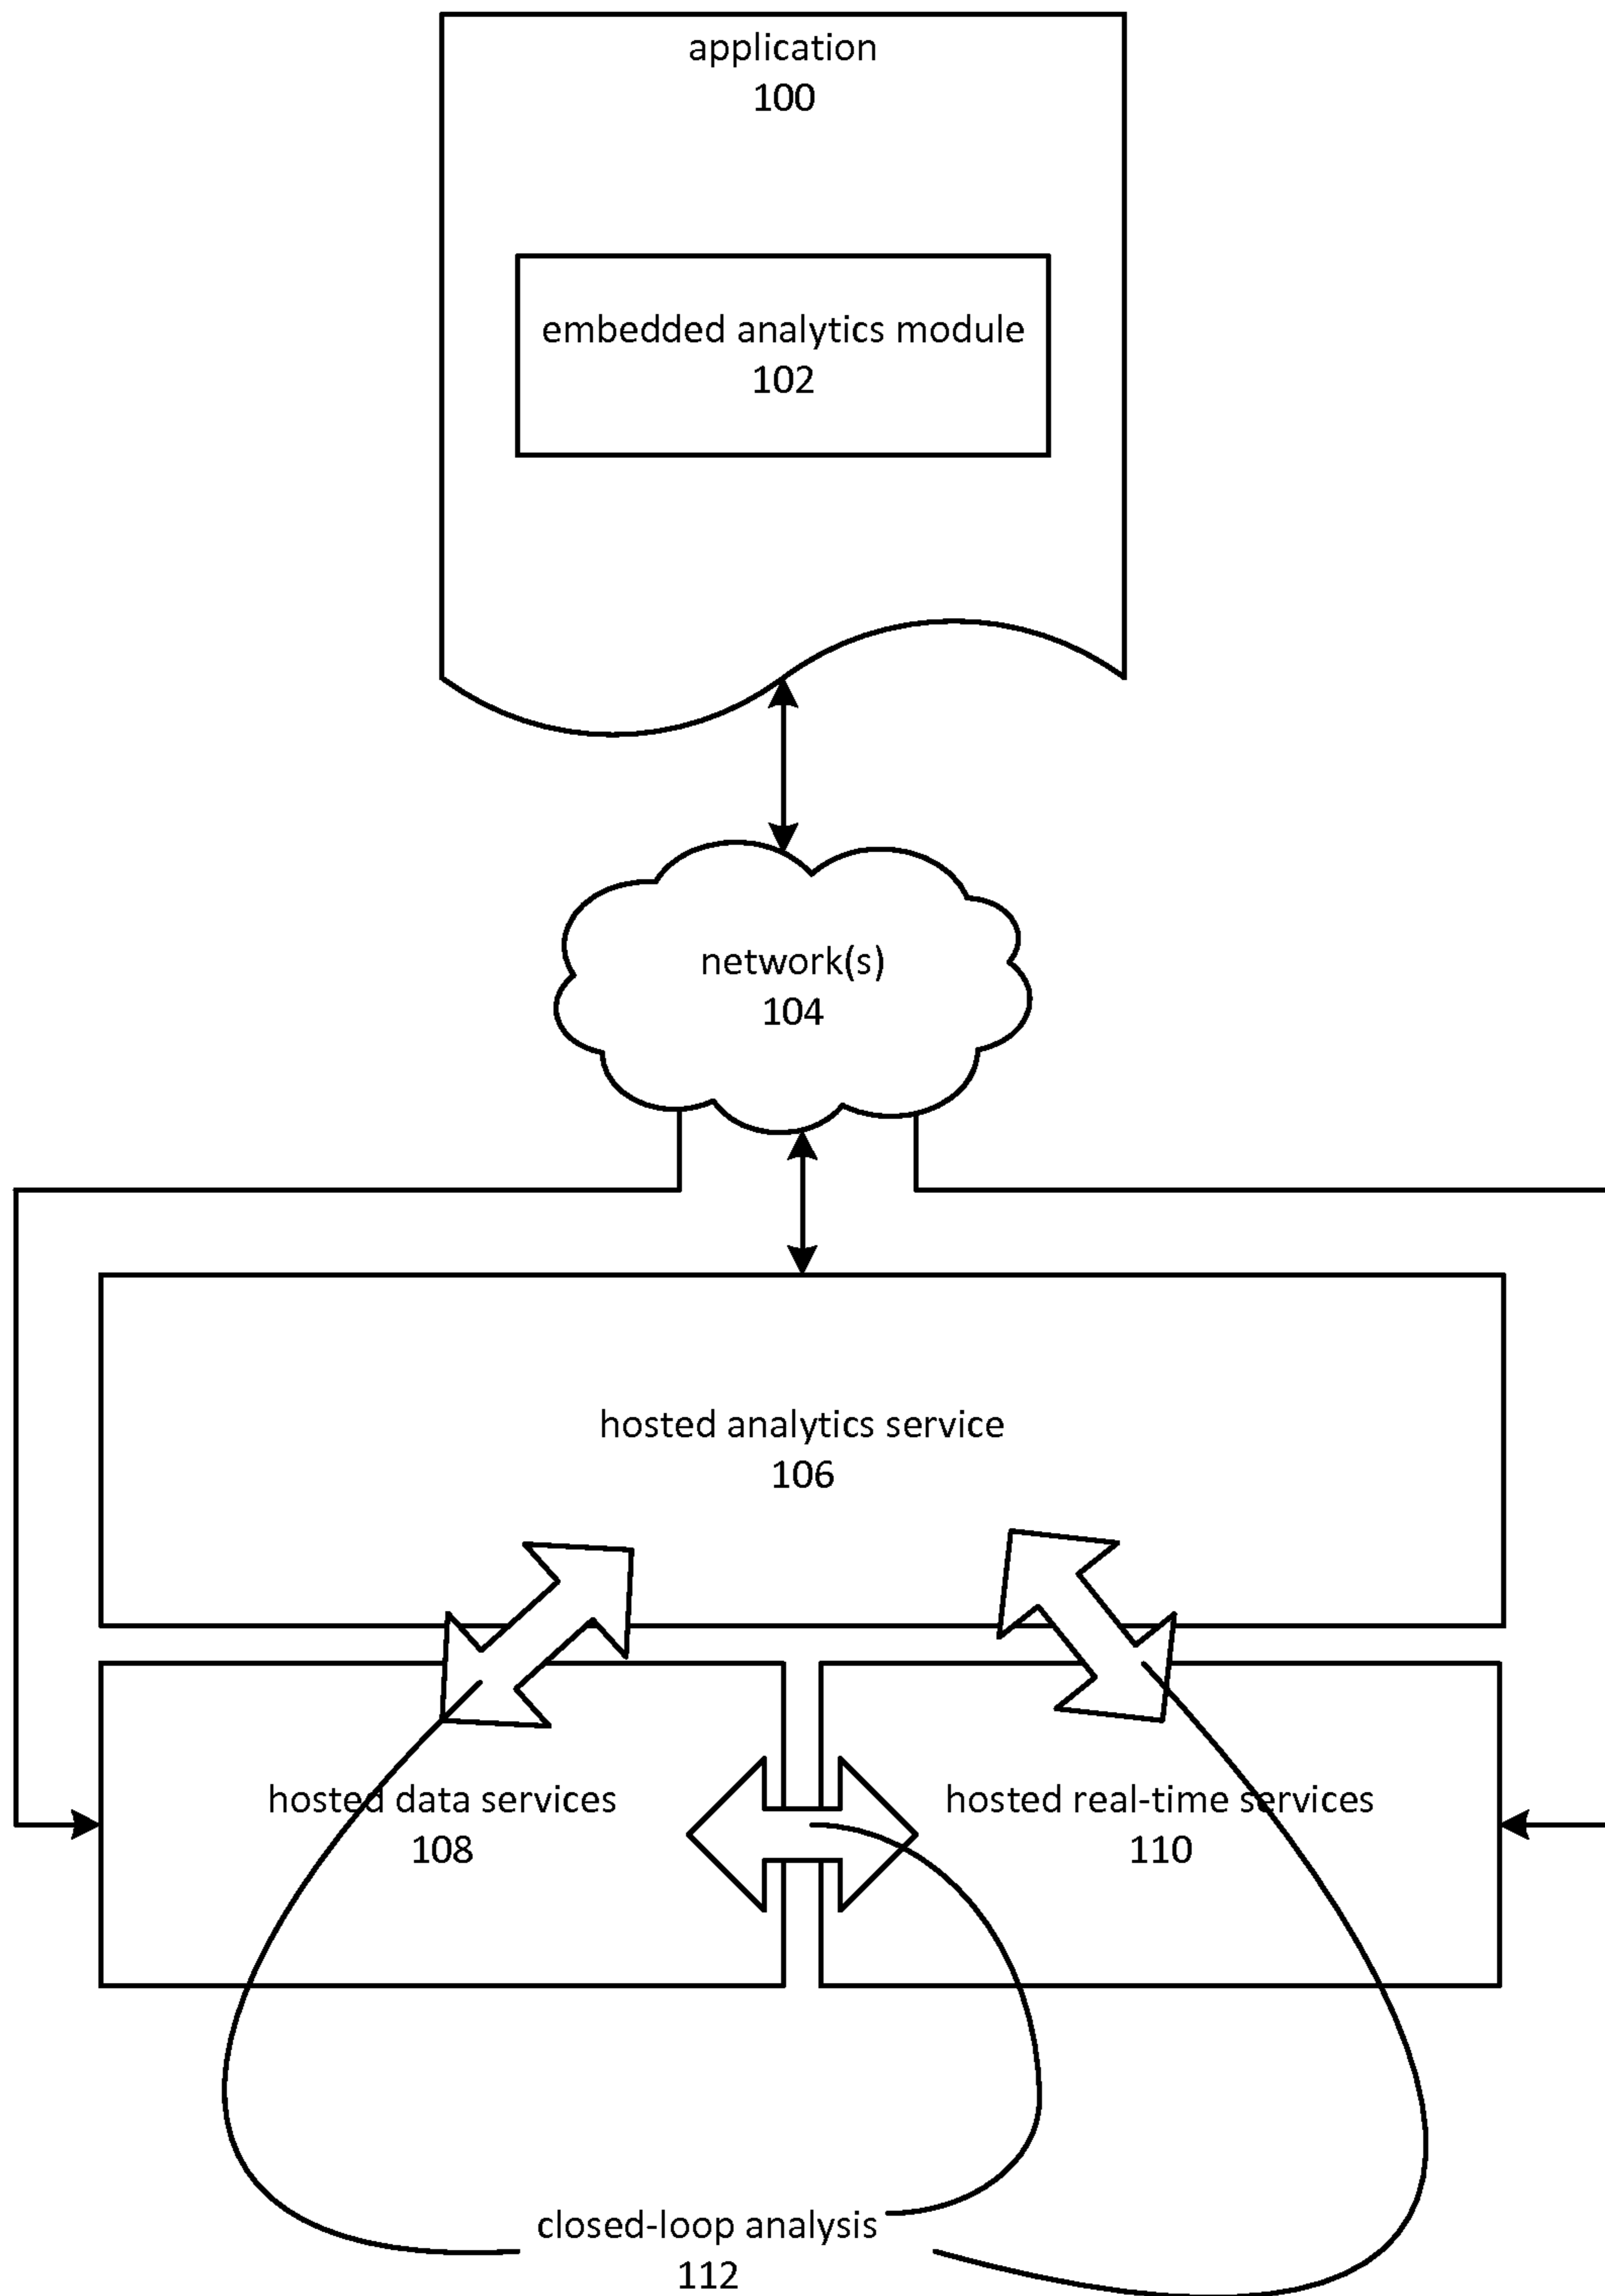 application
100
embedded analytics module
102
network(s)
104
hosted analytics service
106
hosted data services
108
hosted real-time services
110
closed-loop analysis
112